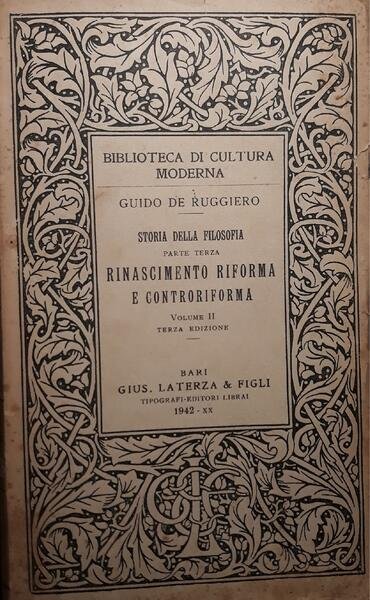 BIBLIOTECA DI CULTURA
MODERNA
GUIDO DE RUGGIERO
STORIA DELLA FILOSOFIA
PARTE TERZA
RINASCIMENTO RIFORMA
E CONTRORIFORMA
VOLUME II
TERZA EDIZIONE
BARI
GIUS. LATERZA & FIGLI
TIPOGRAFI-EDITORI LIBRAI
1942 - XX